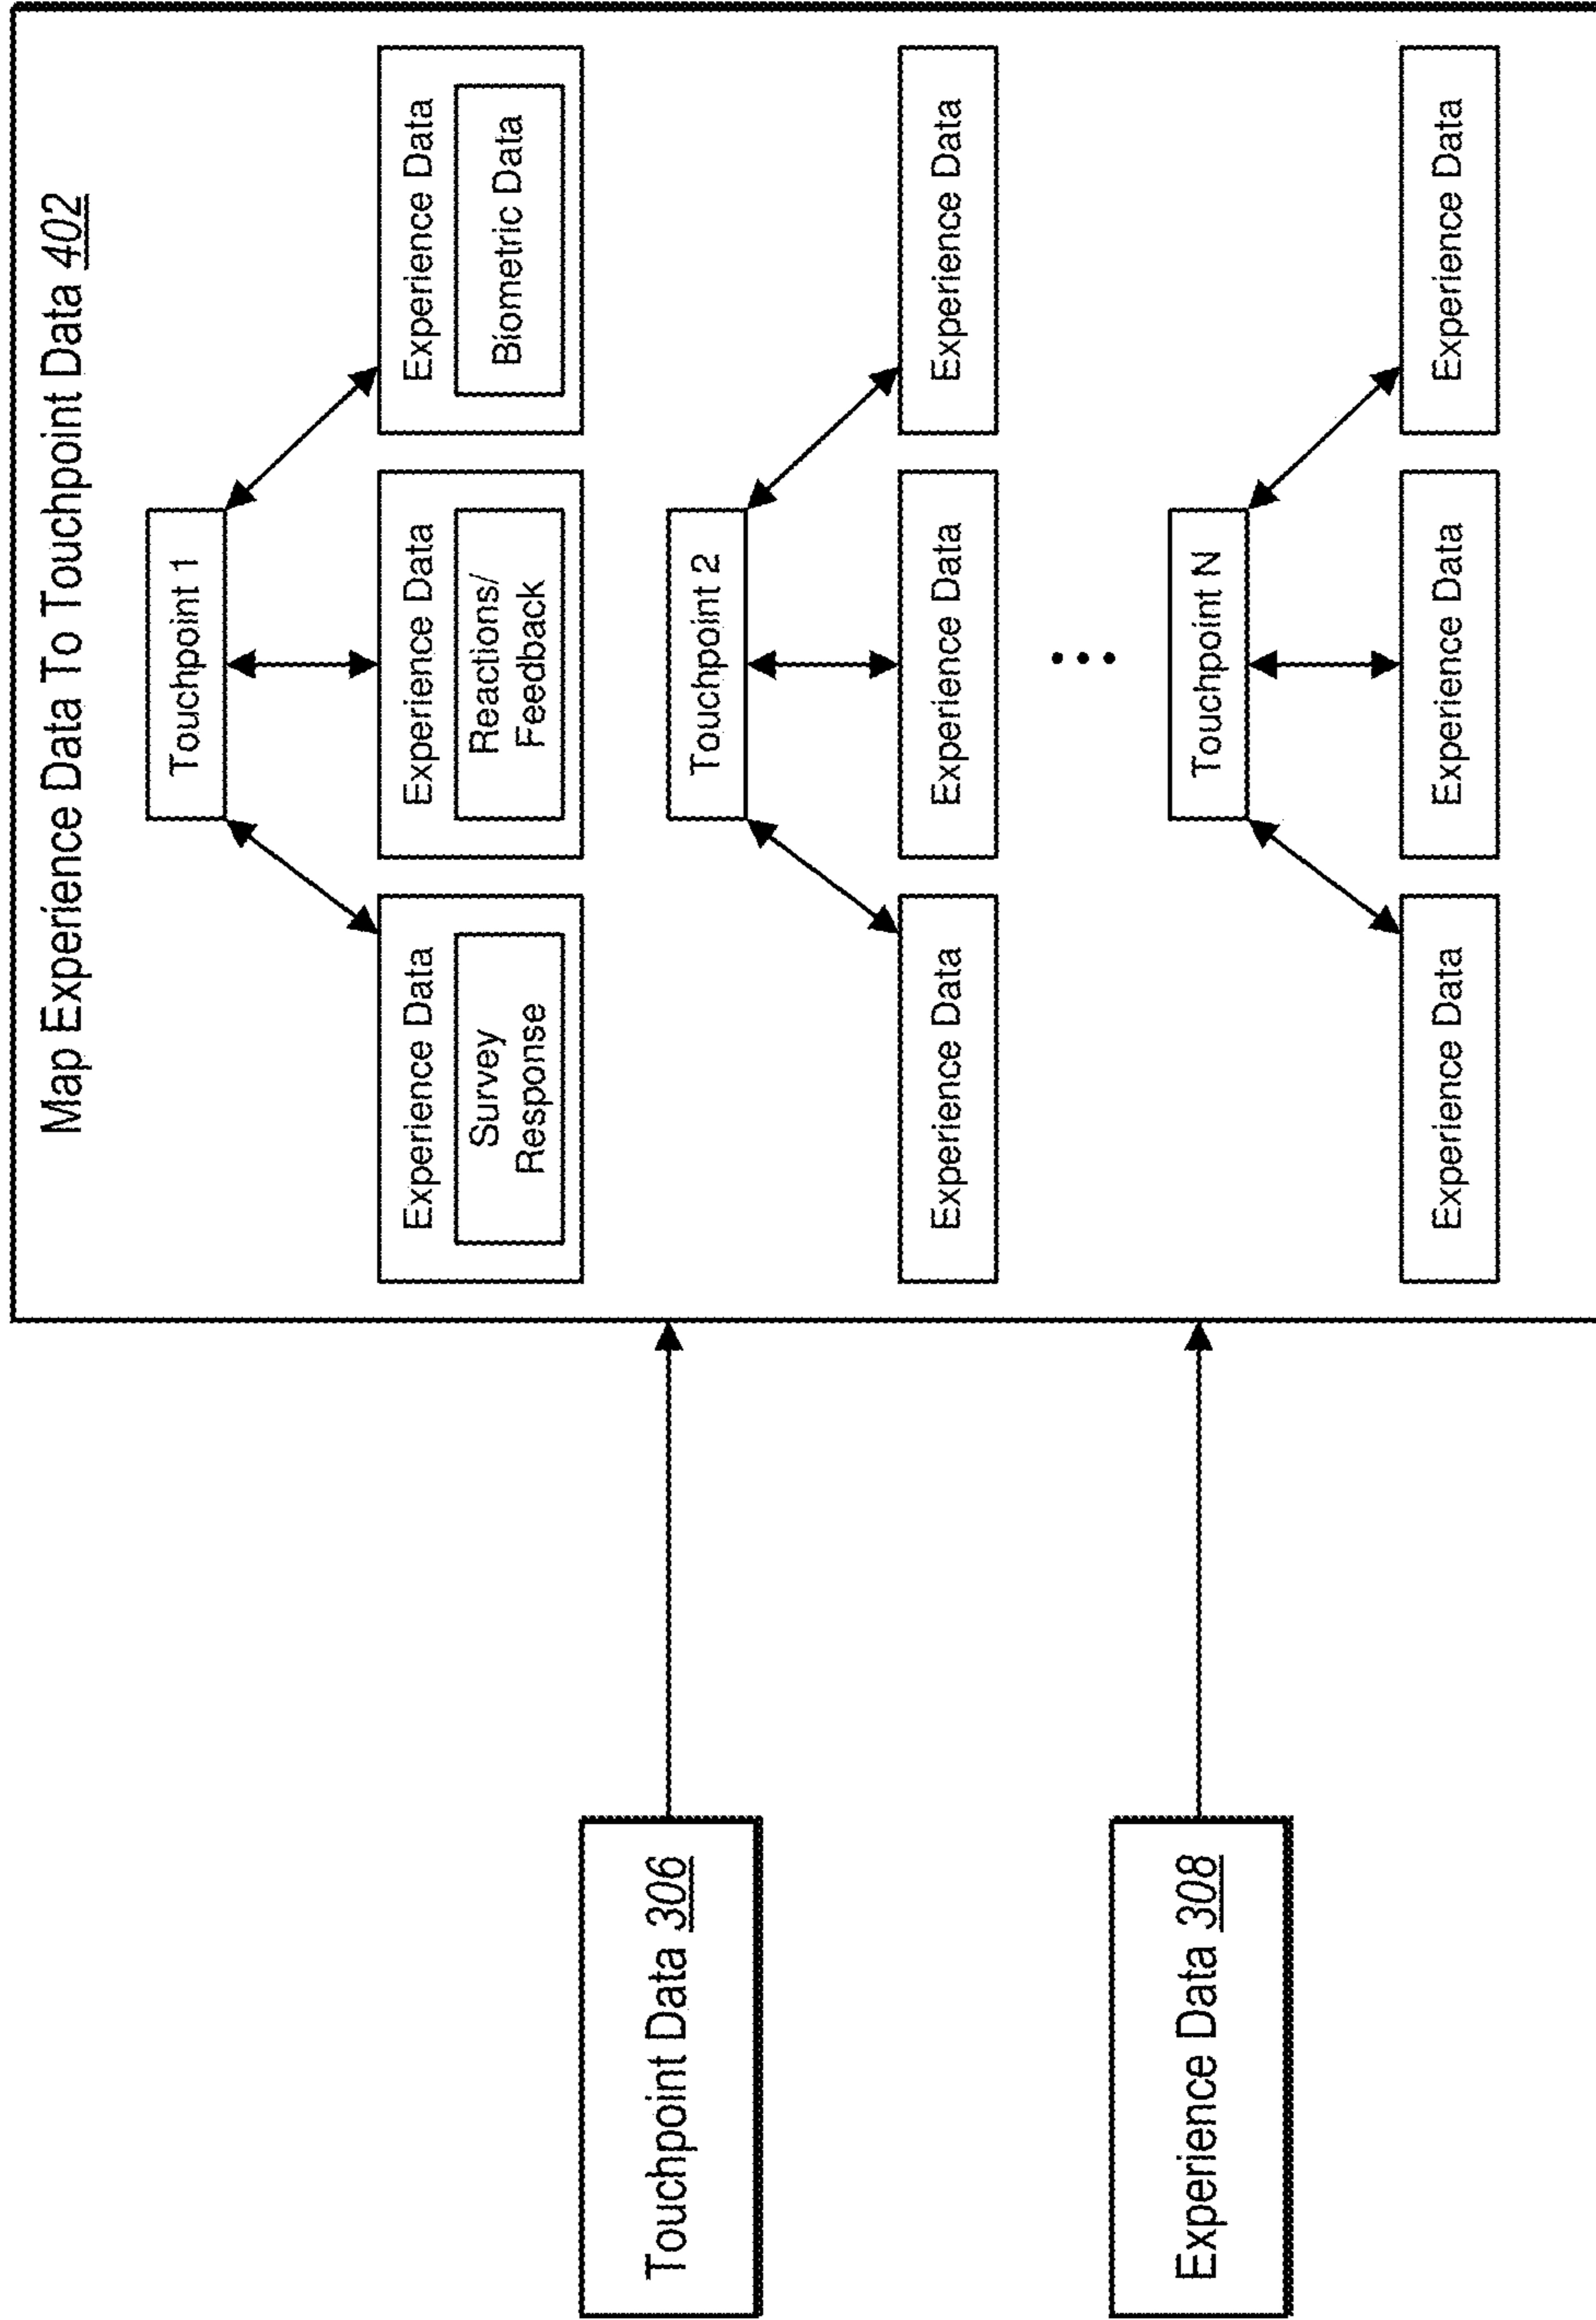 Map Experience Data To Touchpoint Data 402
Touchpoint 1
Experience Data
Survey
Response
Experience Data
Reactions/
Feedback
Experience Data
Biometric Data
Touchpoint Data 306
Touchpoint 2
Experience Data
Experience Data
Experience Data
Experience Data 308
Touchpoint N
Experience Data
Experience Data
Experience Data